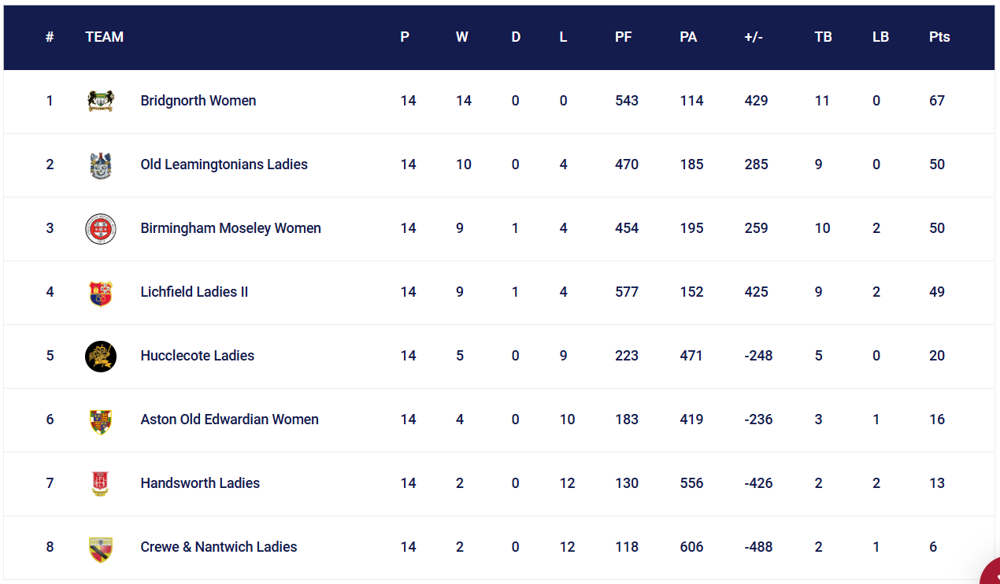 # TEAM P W D L PF PA +/- TB LB Pts
1 Bridgnorth Women 14 14 0 0 543 114 429 11 0 67
2 Old Leamingtonians Ladies 14 10 0 4 470 185 285 9 0 50
3 Birmingham Moseley Women 14 9 1 4 454 195 259 10 2 50
4 Lichfield Ladies II 14 9 1 4 577 152 425 9 2 49
5 Hucclecote Ladies 14 5 0 9 223 471 -248 5 0 20
6 Aston Old Edwardian Women 14 4 0 10 183 419 -236 3 1 16
7 Handsworth Ladies 14 2 0 12 130 556 -426 2 2 13
8 Crewe & Nantwich Ladies 14 2 0 12 118 606 -488 2 1 6